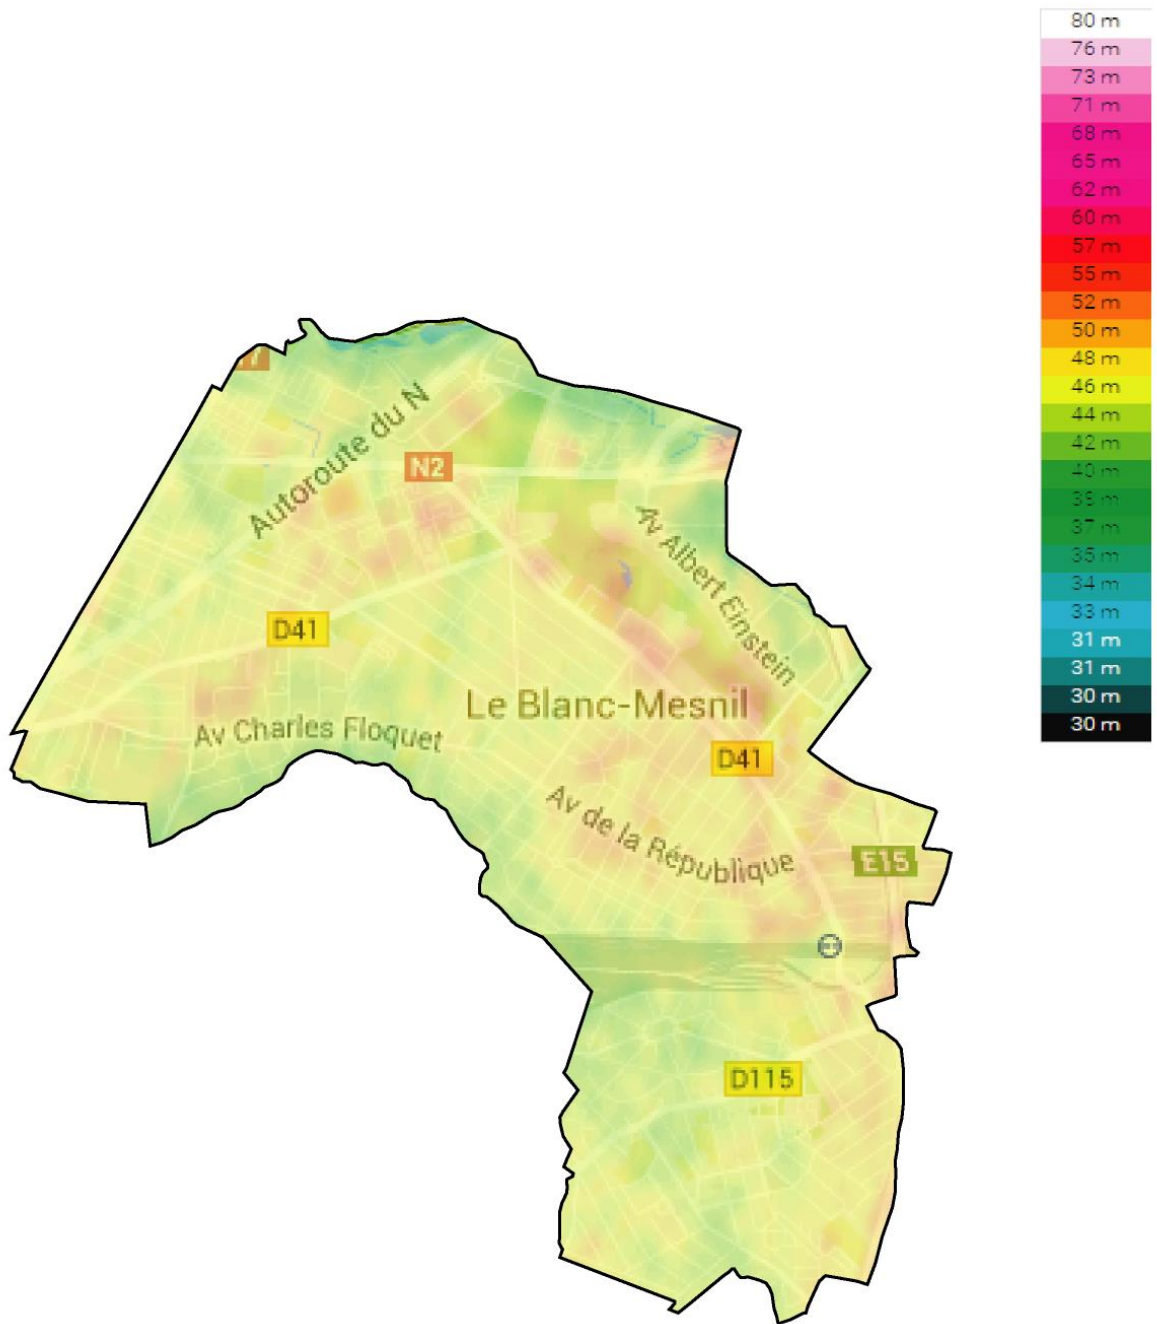 80 m
76 m
73 m
71 m
68 m
65 m
62 m
60 m
57 m
55 m
52 m
50 m
48 m
46 m
44 m
42 m
40 m
38 m
37 m
35 m
34 m
33 m
31 m
31 m
30 m
30 m
Autoroute du N
N2
Av Albert Einstein
D41
Le Blanc-Mesnil
Av Charles Floquet
D41
Av de la République
E15
D115